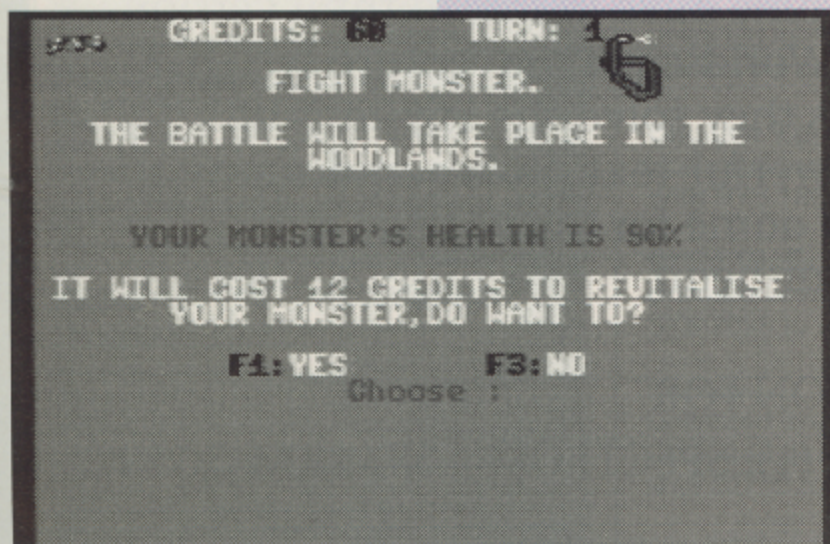 CREDITS: 60 TURN: 1
FIGHT MONSTER.
THE BATTLE WILL TAKE PLACE IN THE
WOODLANDS.
YOUR MONSTER'S HEALTH IS 90%
IT WILL COST 12 CREDITS TO REVITALISE
YOUR MONSTER,DO WANT TO?
F1:YES F3:NO
Choose :